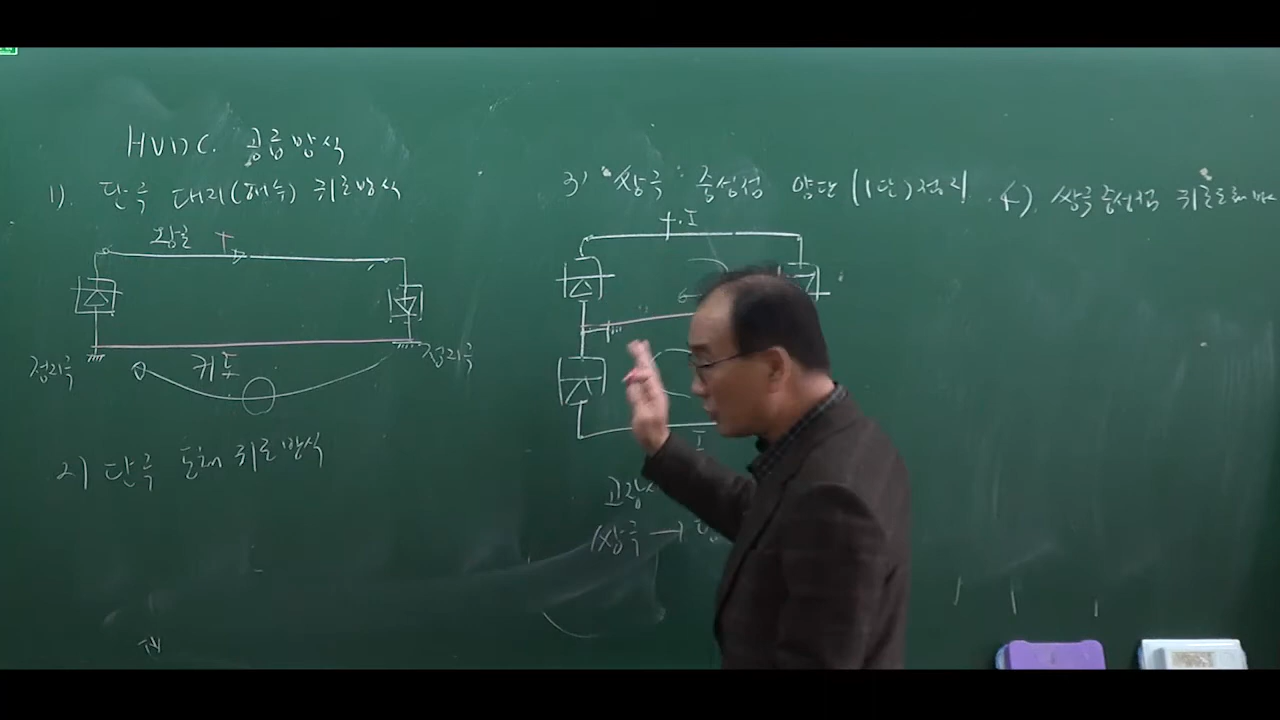 HVDC. 공급방식
1). 단극 대지(해수) 귀로방식
+
접지극
접지극
귀로
2) 단극 도체 귀로방식
3) 쌍극 중성점 양단(1단)접지
+ I
I
고장시
(쌍극 →
4). 쌍극중성점 귀로도체방식